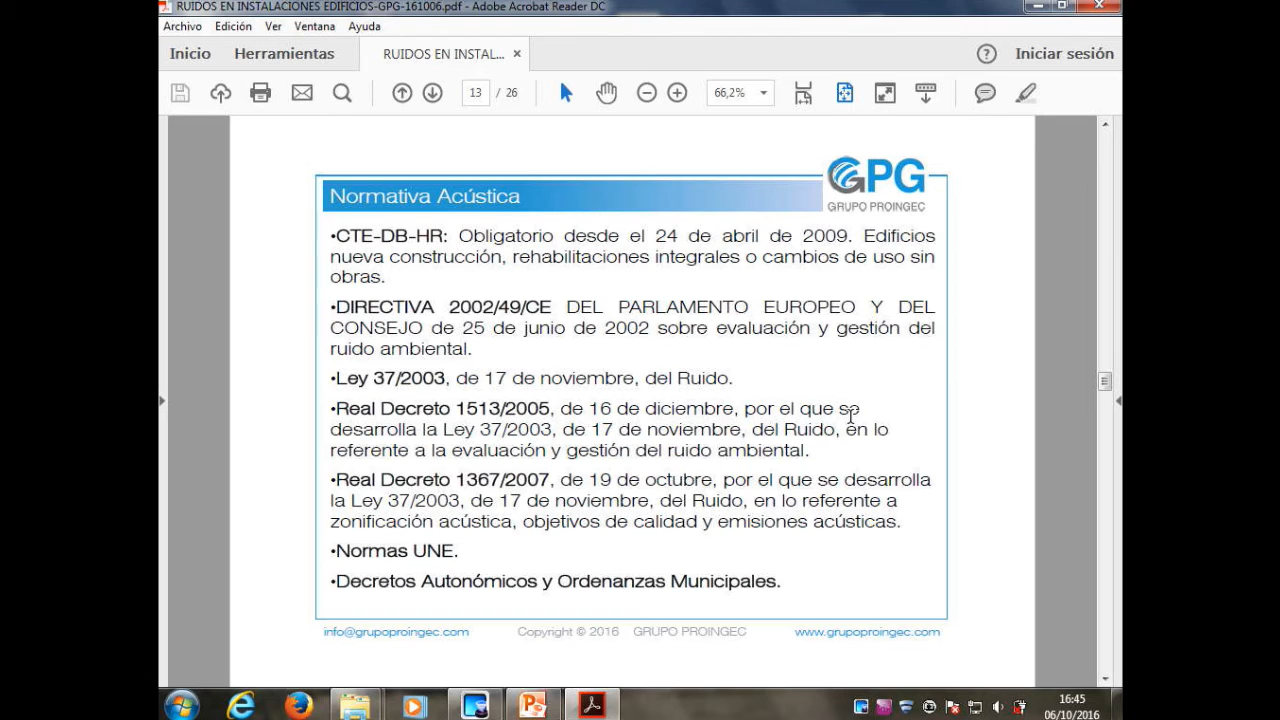 RUIDOS EN INSTALACIONES EDIFICIOS-GPG-161006.pdf - Adobe Acrobat Reader DC
Archivo Edición Ver Ventana Ayuda
Inicio Herramientas RUIDOS EN INSTAL... × Iniciar sesión
13 / 26 66,2%
GPG
GRUPO PROINGEC
Normativa Acústica
•CTE-DB-HR: Obligatorio desde el 24 de abril de 2009. Edificios
nueva construcción, rehabilitaciones integrales o cambios de uso sin
obras.
•DIRECTIVA 2002/49/CE DEL PARLAMENTO EUROPEO Y DEL
CONSEJO de 25 de junio de 2002 sobre evaluación y gestión del
ruido ambiental.
•Ley 37/2003, de 17 de noviembre, del Ruido.
•Real Decreto 1513/2005, de 16 de diciembre, por el que se
desarrolla la Ley 37/2003, de 17 de noviembre, del Ruido, en lo
referente a la evaluación y gestión del ruido ambiental.
•Real Decreto 1367/2007, de 19 de octubre, por el que se desarrolla
la Ley 37/2003, de 17 de noviembre, del Ruido, en lo referente a
zonificación acústica, objetivos de calidad y emisiones acústicas.
•Normas UNE.
•Decretos Autonómicos y Ordenanzas Municipales.
info@grupoproingec.com Copyright © 2016 GRUPO PROINGEC www.grupoproingec.com
16:45
06/10/2016